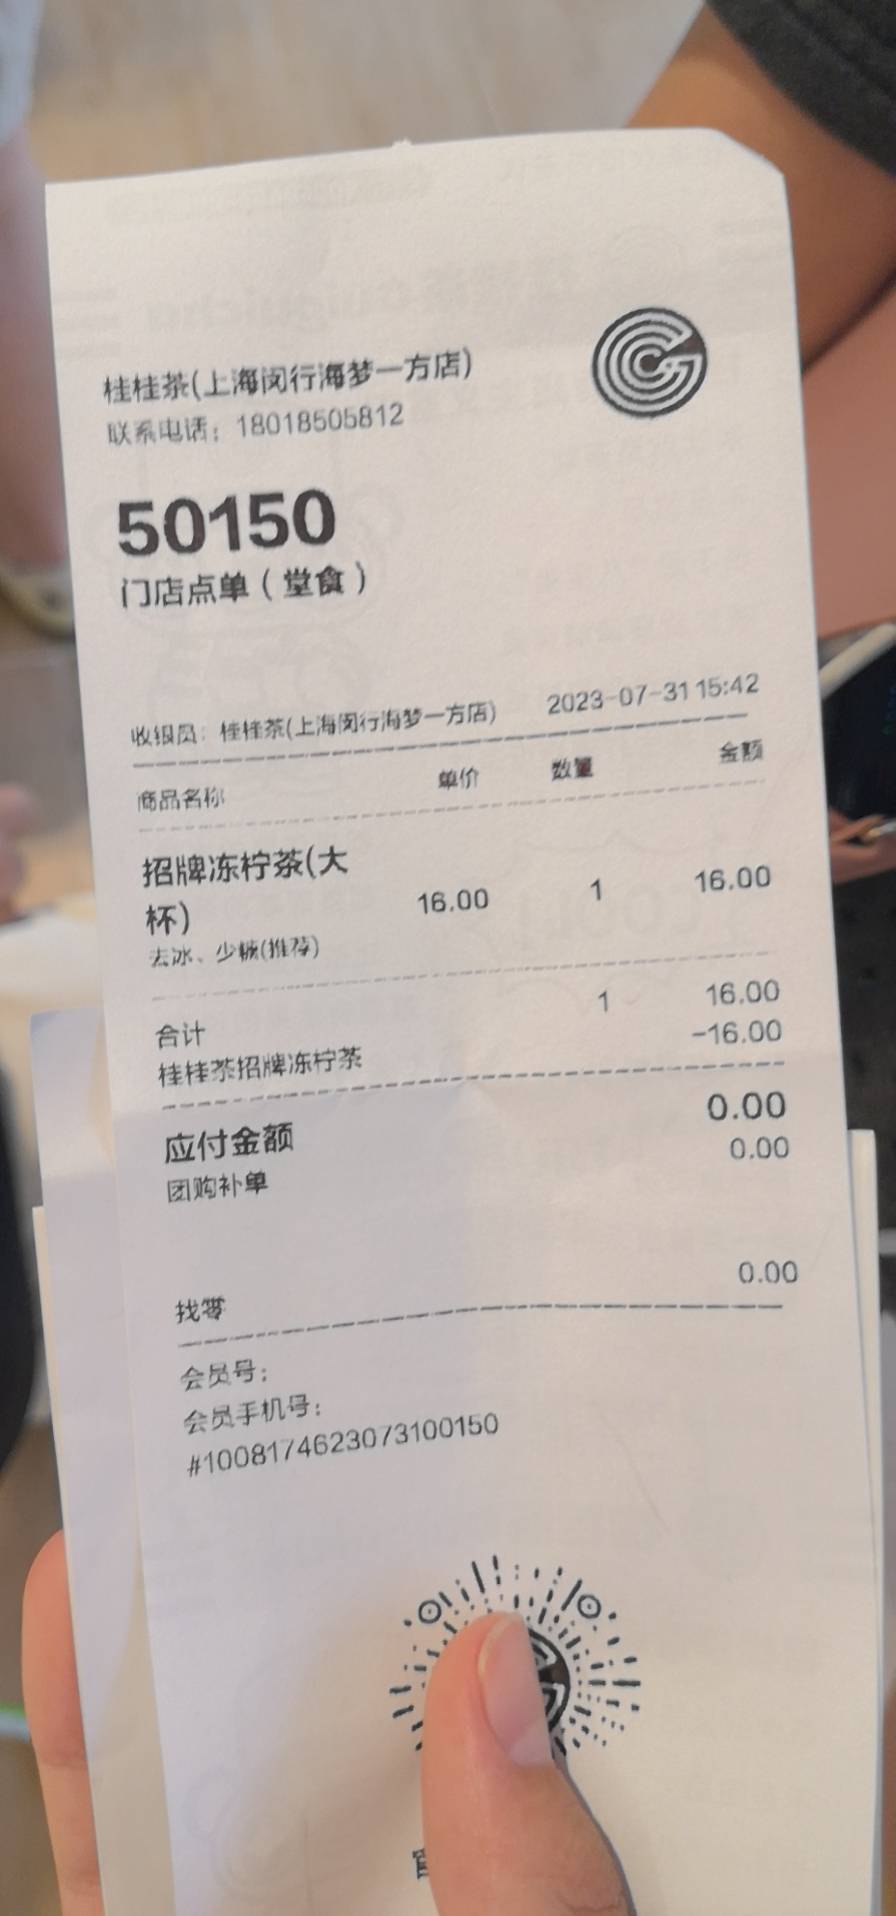 桂桂茶(上海闵行海梦一方店)
联系电话：18018505812
50150
门店点单（堂食）
收银员：桂桂茶(上海闵行海梦一方店) 2023-07-31 15:42
商品名称 单价 数量 金额
招牌冻柠茶(大
杯) 16.00 1 16.00
去冰、少糖(推荐)
合计 1 16.00
桂桂茶招牌冻柠茶 -16.00
应付金额 0.00
团购补单 0.00
找零 0.00
会员号：
会员手机号：
#1008174623073100150